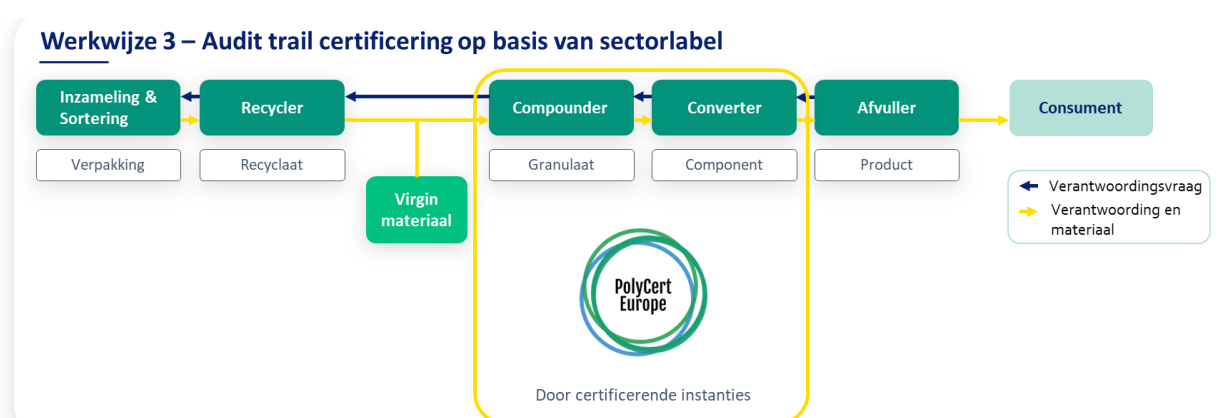 Werkwijze 3 – Audit trail certificering op basis van sectorlabel
Inzameling &
Sortering
Recycler
Compounder
Converter
Afvuller
Consument
Verpakking
Recyclaat
Granulaat
Component
Product
Virgin
materiaal
Verantwoordingsvraag
Verantwoording en
materiaal
PolyCert
Europe
Door certificerende instanties